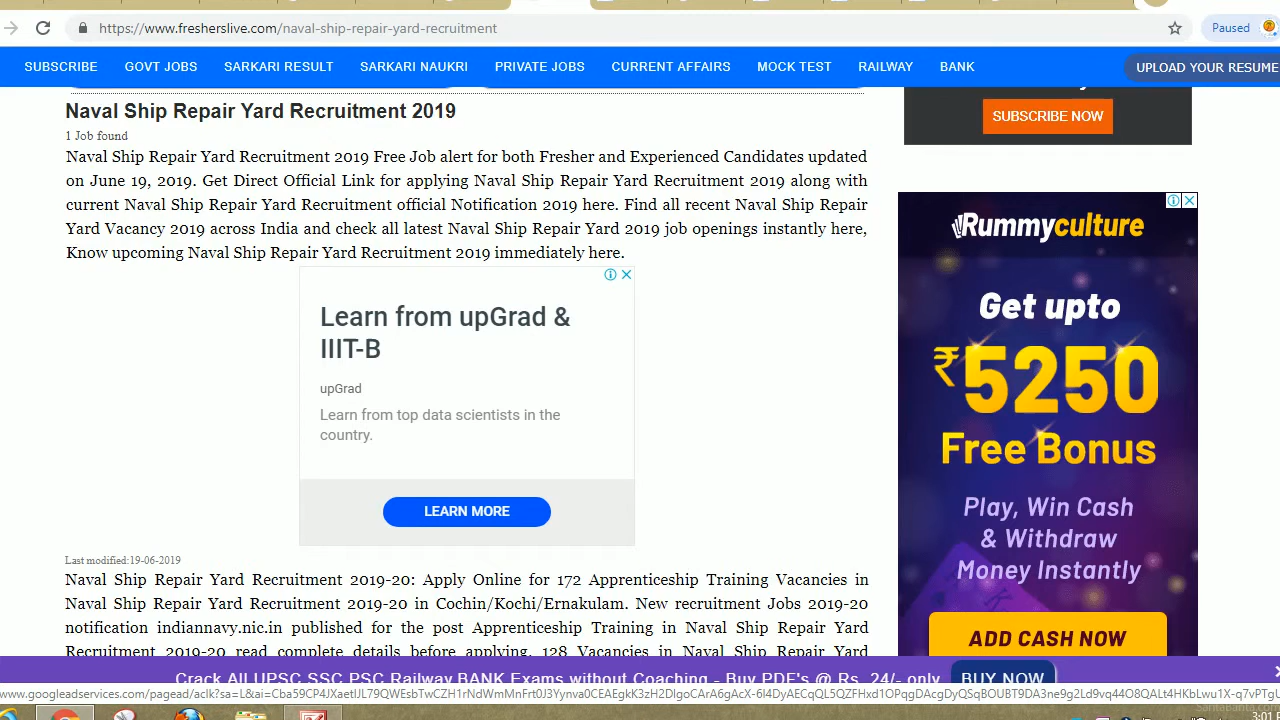 https://www.fresherslive.com/naval-ship-repair-yard-recruitment
Paused
SUBSCRIBE GOVT JOBS SARKARI RESULT SARKARI NAUKRI PRIVATE JOBS CURRENT AFFAIRS MOCK TEST RAILWAY BANK UPLOAD YOUR RESUME
SUBSCRIBE NOW
Naval Ship Repair Yard Recruitment 2019
1 Job found
Naval Ship Repair Yard Recruitment 2019 Free Job alert for both Fresher and Experienced Candidates updated
on June 19, 2019. Get Direct Official Link for applying Naval Ship Repair Yard Recruitment 2019 along with
current Naval Ship Repair Yard Recruitment official Notification 2019 here. Find all recent Naval Ship Repair
Yard Vacancy 2019 across India and check all latest Naval Ship Repair Yard 2019 job openings instantly here,
Know upcoming Naval Ship Repair Yard Recruitment 2019 immediately here.
Learn from upGrad &
IIIT-B
upGrad
Learn from top data scientists in the
country.
LEARN MORE
Rummyculture
Get upto
₹5250
Free Bonus
Play, Win Cash
& Withdraw
Money Instantly
ADD CASH NOW
Last modified:19-06-2019
Naval Ship Repair Yard Recruitment 2019-20: Apply Online for 172 Apprenticeship Training Vacancies in
Naval Ship Repair Yard Recruitment 2019-20 in Cochin/Kochi/Ernakulam. New recruitment Jobs 2019-20
notification indiannavy.nic.in published for the post Apprenticeship Training in Naval Ship Repair Yard
Recruitment 2019-20 read complete details before applying. 128 Vacancies in Naval Ship Repair Yard
Crack All UPSC SSC PSC Railway BANK Exams without Coaching - Buy PDF's @ Rs. 24/- only BUY NOW
3:01